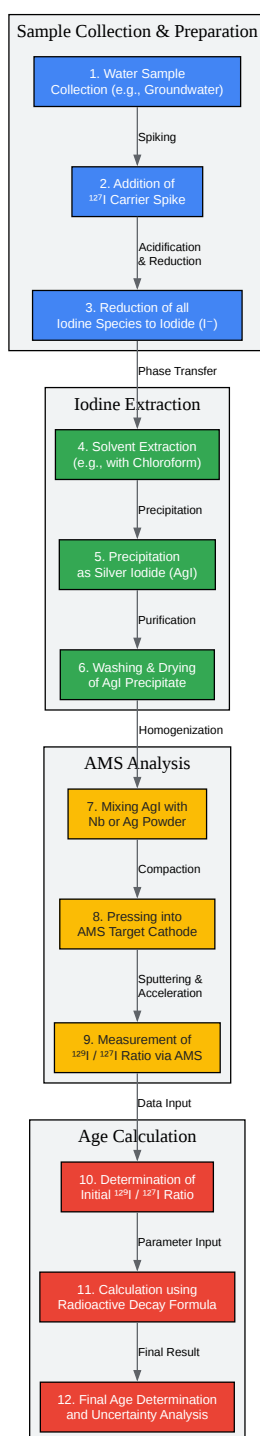 Sample Collection & Preparation
1. Water Sample
Collection (e.g., Groundwater)
Spiking
2. Addition of
¹²⁷I Carrier Spike
Acidification
& Reduction
3. Reduction of all
Iodine Species to Iodide (I⁻)
Phase Transfer
Iodine Extraction
4. Solvent Extraction
(e.g., with Chloroform)
Precipitation
5. Precipitation
as Silver Iodide (AgI)
Purification
6. Washing & Drying
of AgI Precipitate
Homogenization
AMS Analysis
7. Mixing AgI with
Nb or Ag Powder
Compaction
8. Pressing into
AMS Target Cathode
Sputtering &
Acceleration
9. Measurement of
¹²⁹I / ¹²⁷I Ratio via AMS
Data Input
Age Calculation
10. Determination of
Initial ¹²⁹I / ¹²⁷I Ratio
Parameter Input
11. Calculation using
Radioactive Decay Formula
Final Result
12. Final Age Determination
and Uncertainty Analysis